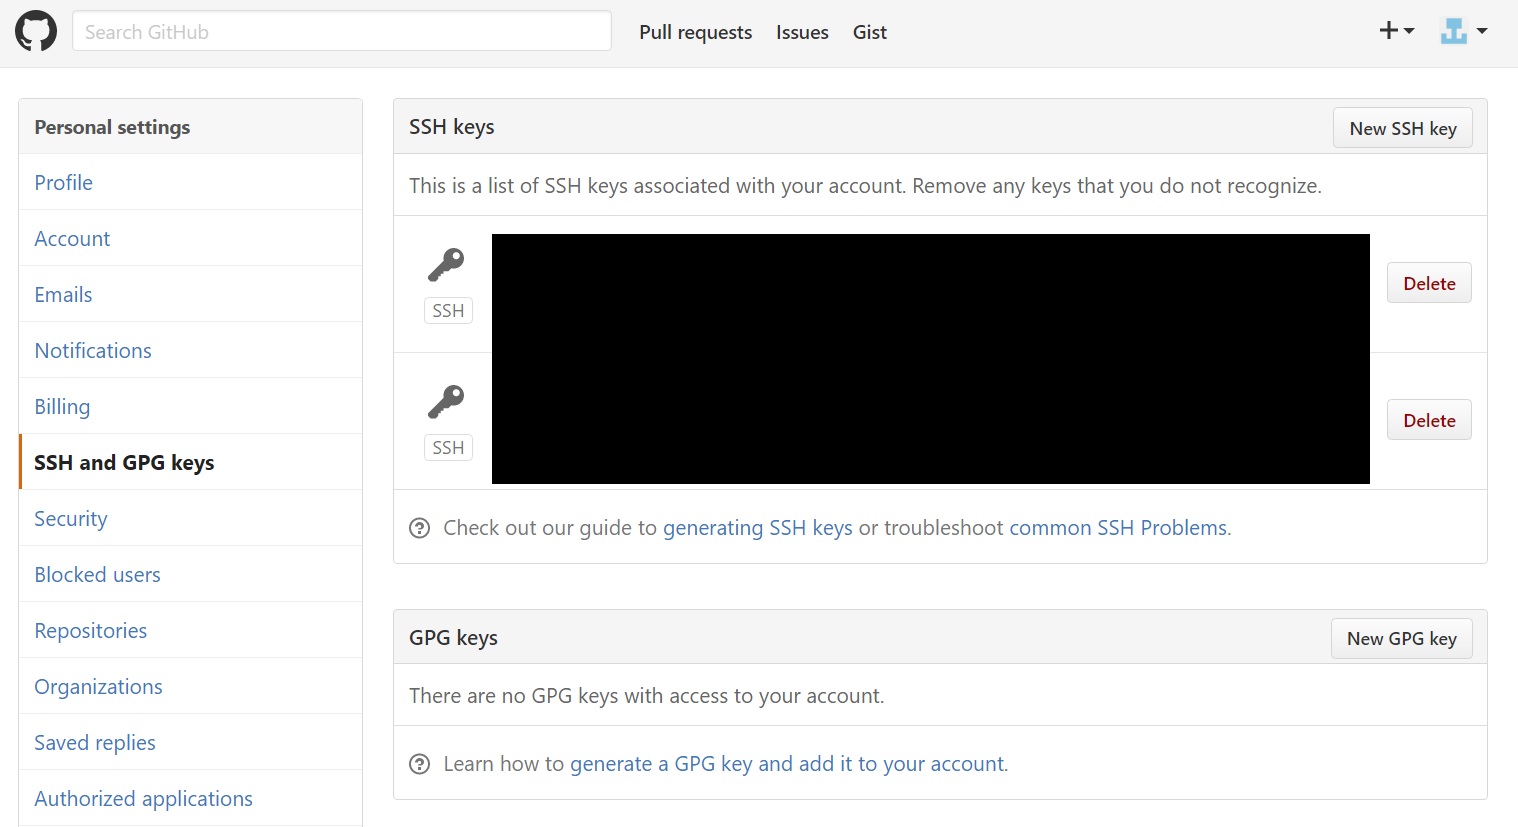 Search GitHub
Pull requests
Issues
Gist
Personal settings
Profile
Account
Emails
Notifications
Billing
SSH and GPG keys
Security
Blocked users
Repositories
Organizations
Saved replies
Authorized applications
SSH keys
New SSH key
This is a list of SSH keys associated with your account. Remove any keys that you do not recognize.
SSH
Delete
SSH
Delete
Check out our guide to generating SSH keys or troubleshoot common SSH Problems.
GPG keys
New GPG key
There are no GPG keys with access to your account.
Learn how to generate a GPG key and add it to your account.